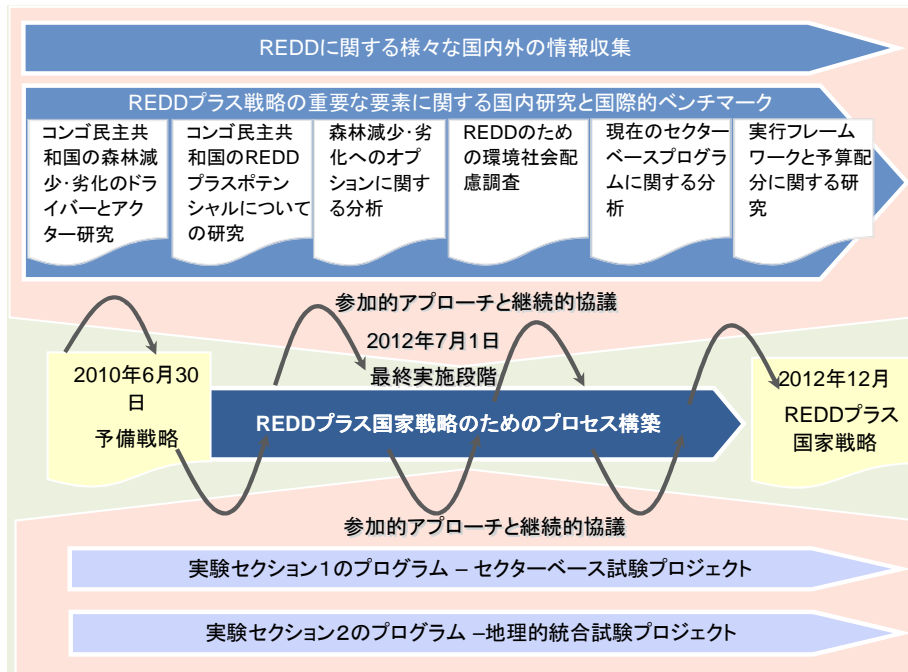 REDDに関する様々な国内外の情報収集
REDDプラス戦略の重要な要素に関する国内研究と国際的ベンチマーク
コンゴ民主共
和国の森林減
少・劣化のドラ
イバーとアク
ター研究
コンゴ民主共
和国のREDD
プラスポテン
シャルについて
の研究
森林減少・劣
化へのオプ
ションに関す
る分析
REDDのため
の環境社会配
慮調査
現在のセクター
ベースプログラ
ムに関する分
析
実行フレーム
ワークと予算配
分に関する研
究
参加的アプローチと継続的協議
2012年7月1日
最終実施段階
2010年6月30
日
予備戦略
REDDプラス国家戦略のためのプロセス構築
2012年12月
REDDプラス
国家戦略
参加的アプローチと継続的協議
実験セクション1のプログラム – セクターベース試験プロジェクト
実験セクション2のプログラム –地理的統合試験プロジェクト